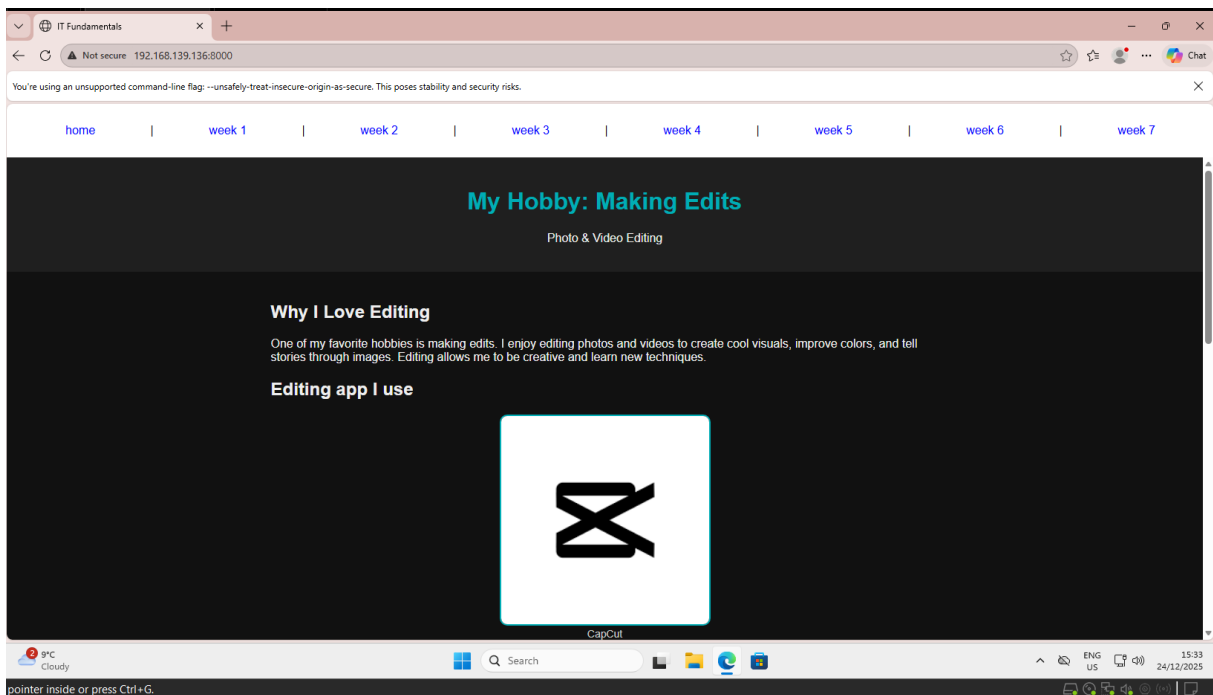 IT Fundamentals
Not secure 192.168.139.136:8000
Chat
You're using an unsupported command-line flag: --unsafely-treat-insecure-origin-as-secure. This poses stability and security risks.
home | week 1 | week 2 | week 3 | week 4 | week 5 | week 6 | week 7
My Hobby: Making Edits
Photo & Video Editing
Why I Love Editing
One of my favorite hobbies is making edits. I enjoy editing photos and videos to create cool visuals, improve colors, and tell
stories through images. Editing allows me to be creative and learn new techniques.
Editing app I use
CapCut
2
9°C
Cloudy
Search
ENG
US
15:33
24/12/2025
pointer inside or press Ctrl+G.